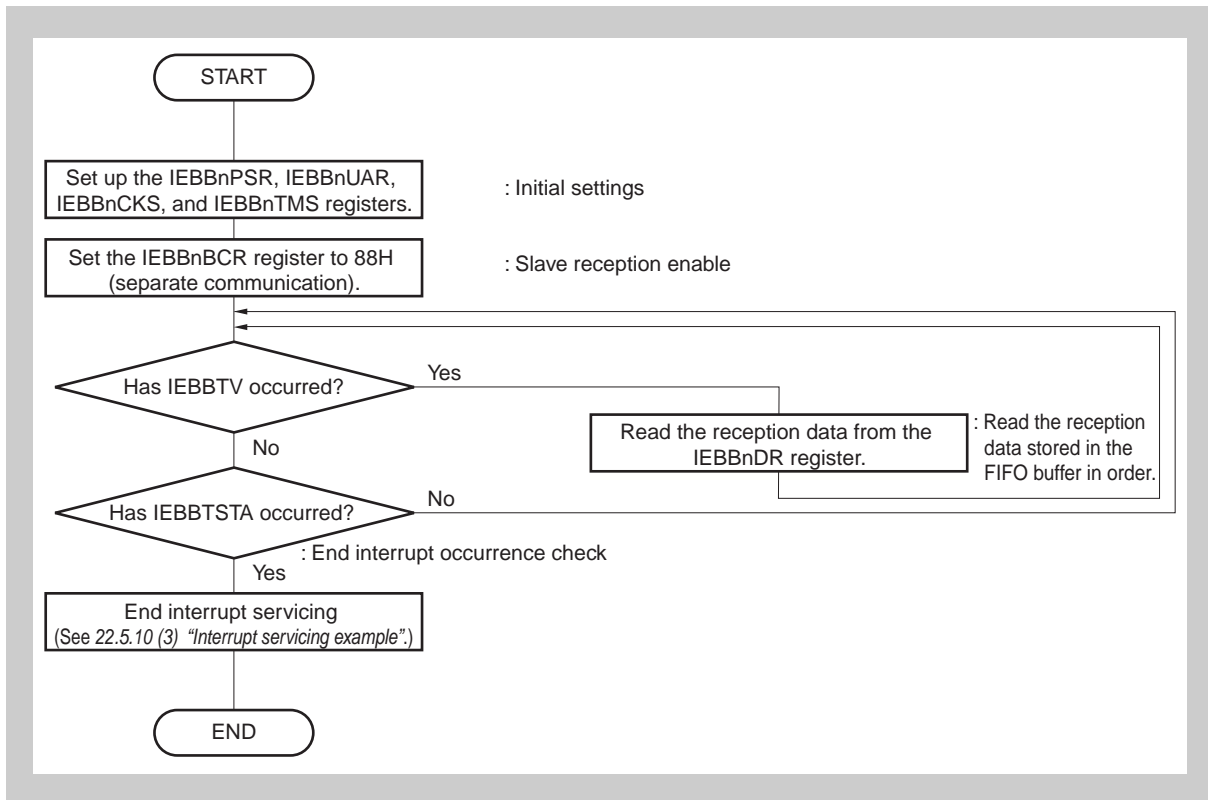 START
Set up the IEBBnPSR, IEBBnUAR,
IEBBnCKS, and IEBBnTMS registers.
: Initial settings
Set the IEBBnBCR register to 88H
(separate communication).
: Slave reception enable
Has IEBBTV occurred?
Yes
No
Read the reception data from the
IEBBnDR register.
: Read the reception
data stored in the
FIFO buffer in order.
Has IEBBTSTA occurred?
No
: End interrupt occurrence check
Yes
End interrupt servicing
(See 22.5.10 (3) “Interrupt servicing example”.)
END